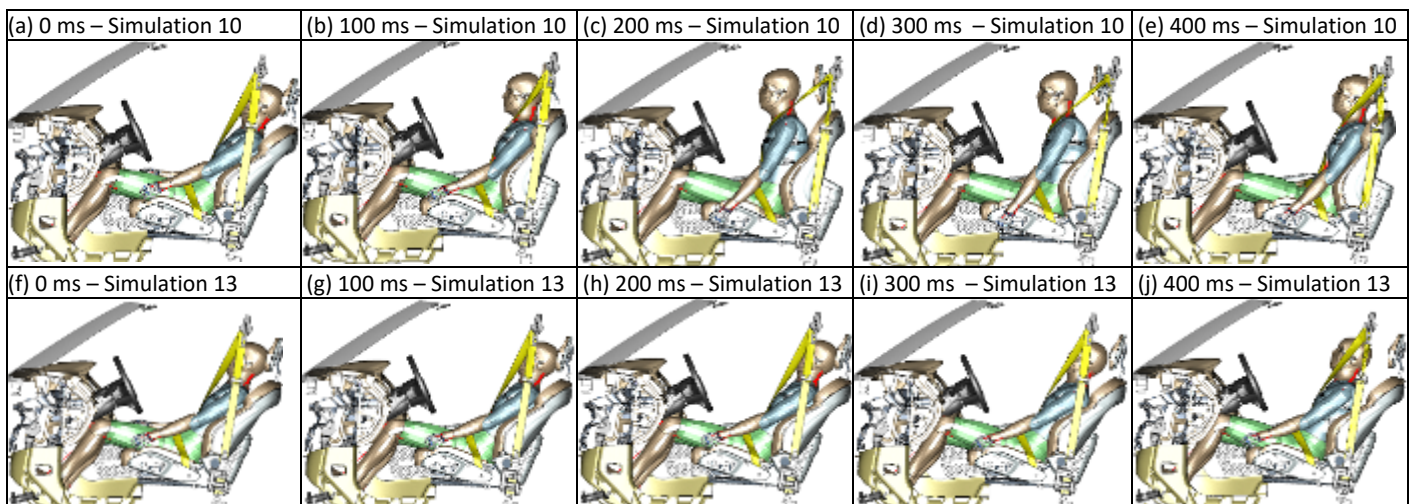 (a) 0 ms – Simulation 10
(b) 100 ms – Simulation 10
(c) 200 ms – Simulation 10
(d) 300 ms – Simulation 10
(e) 400 ms – Simulation 10
(f) 0 ms – Simulation 13
(g) 100 ms – Simulation 13
(h) 200 ms – Simulation 13
(i) 300 ms – Simulation 13
(j) 400 ms – Simulation 13